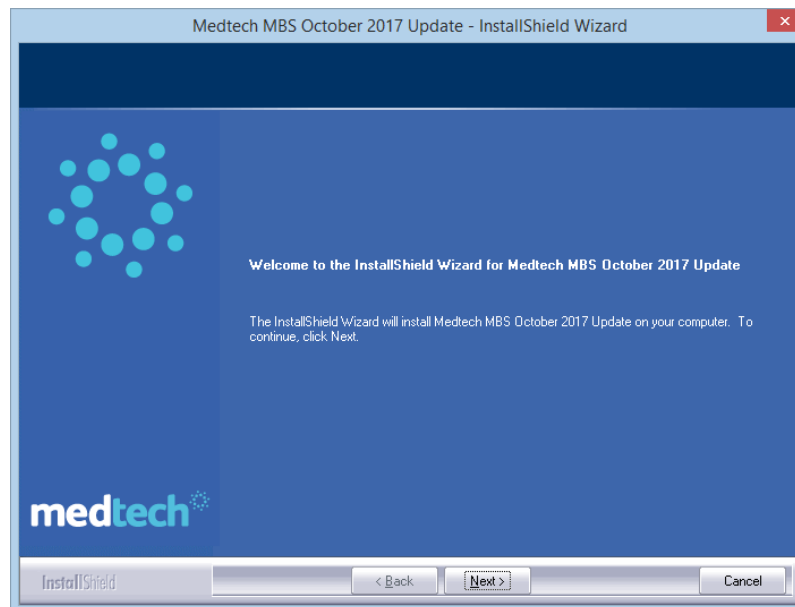 Medtech MBS October 2017 Update - InstallShield Wizard
Welcome to the InstallShield Wizard for Medtech MBS October 2017 Update
The InstallShield Wizard will install Medtech MBS October 2017 Update on your computer. To
continue, click Next.
medtech
InstallShield
< Back
Next >
Cancel